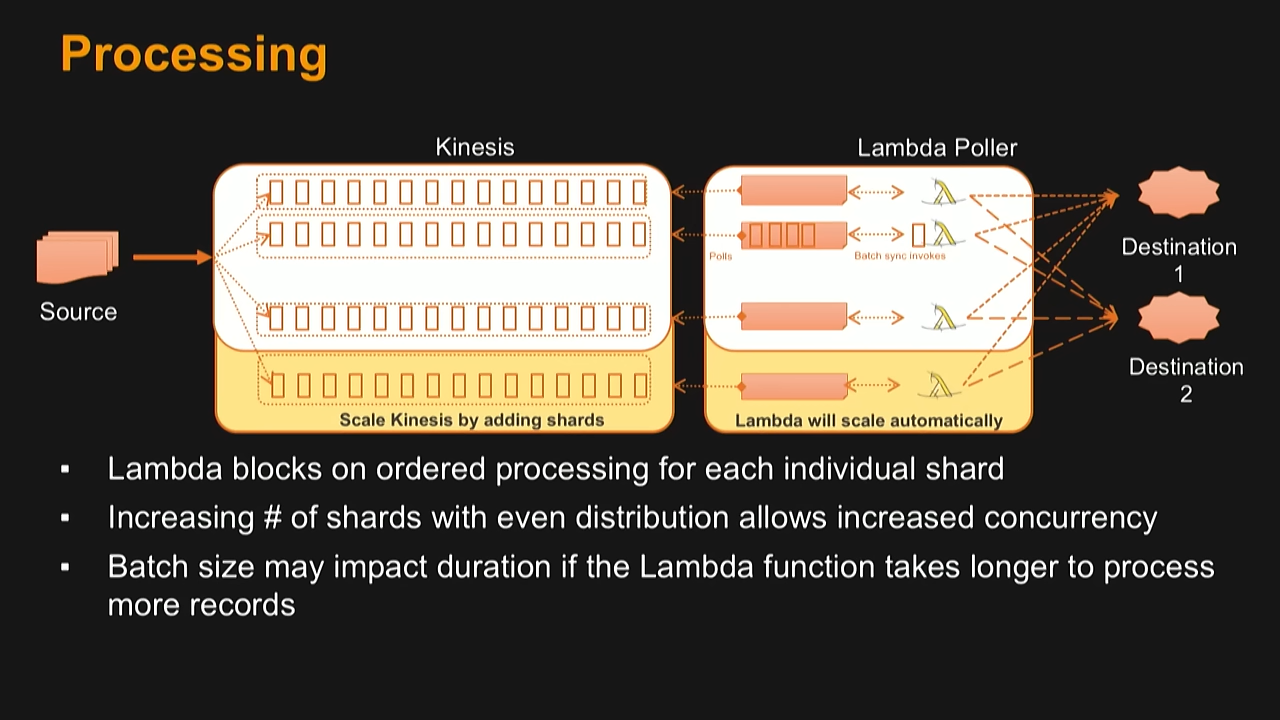 Processing
Kinesis
Lambda Poller
Source
Polls
Batch sync invokes
Destination
1
Destination
2
Scale Kinesis by adding shards
Lambda will scale automatically
▪ Lambda blocks on ordered processing for each individual shard
▪ Increasing # of shards with even distribution allows increased concurrency
▪ Batch size may impact duration if the Lambda function takes longer to process
more records